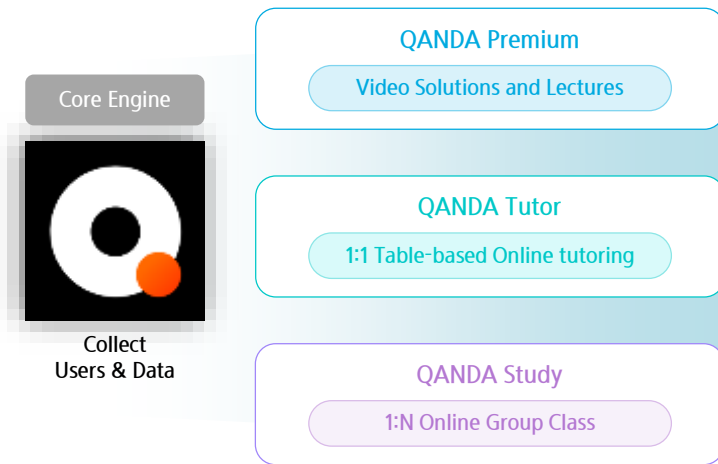 Core Engine
Collect
Users & Data
QANDA Premium
Video Solutions and Lectures
QANDA Tutor
1:1 Table-based Online tutoring
QANDA Study
1:N Online Group Class